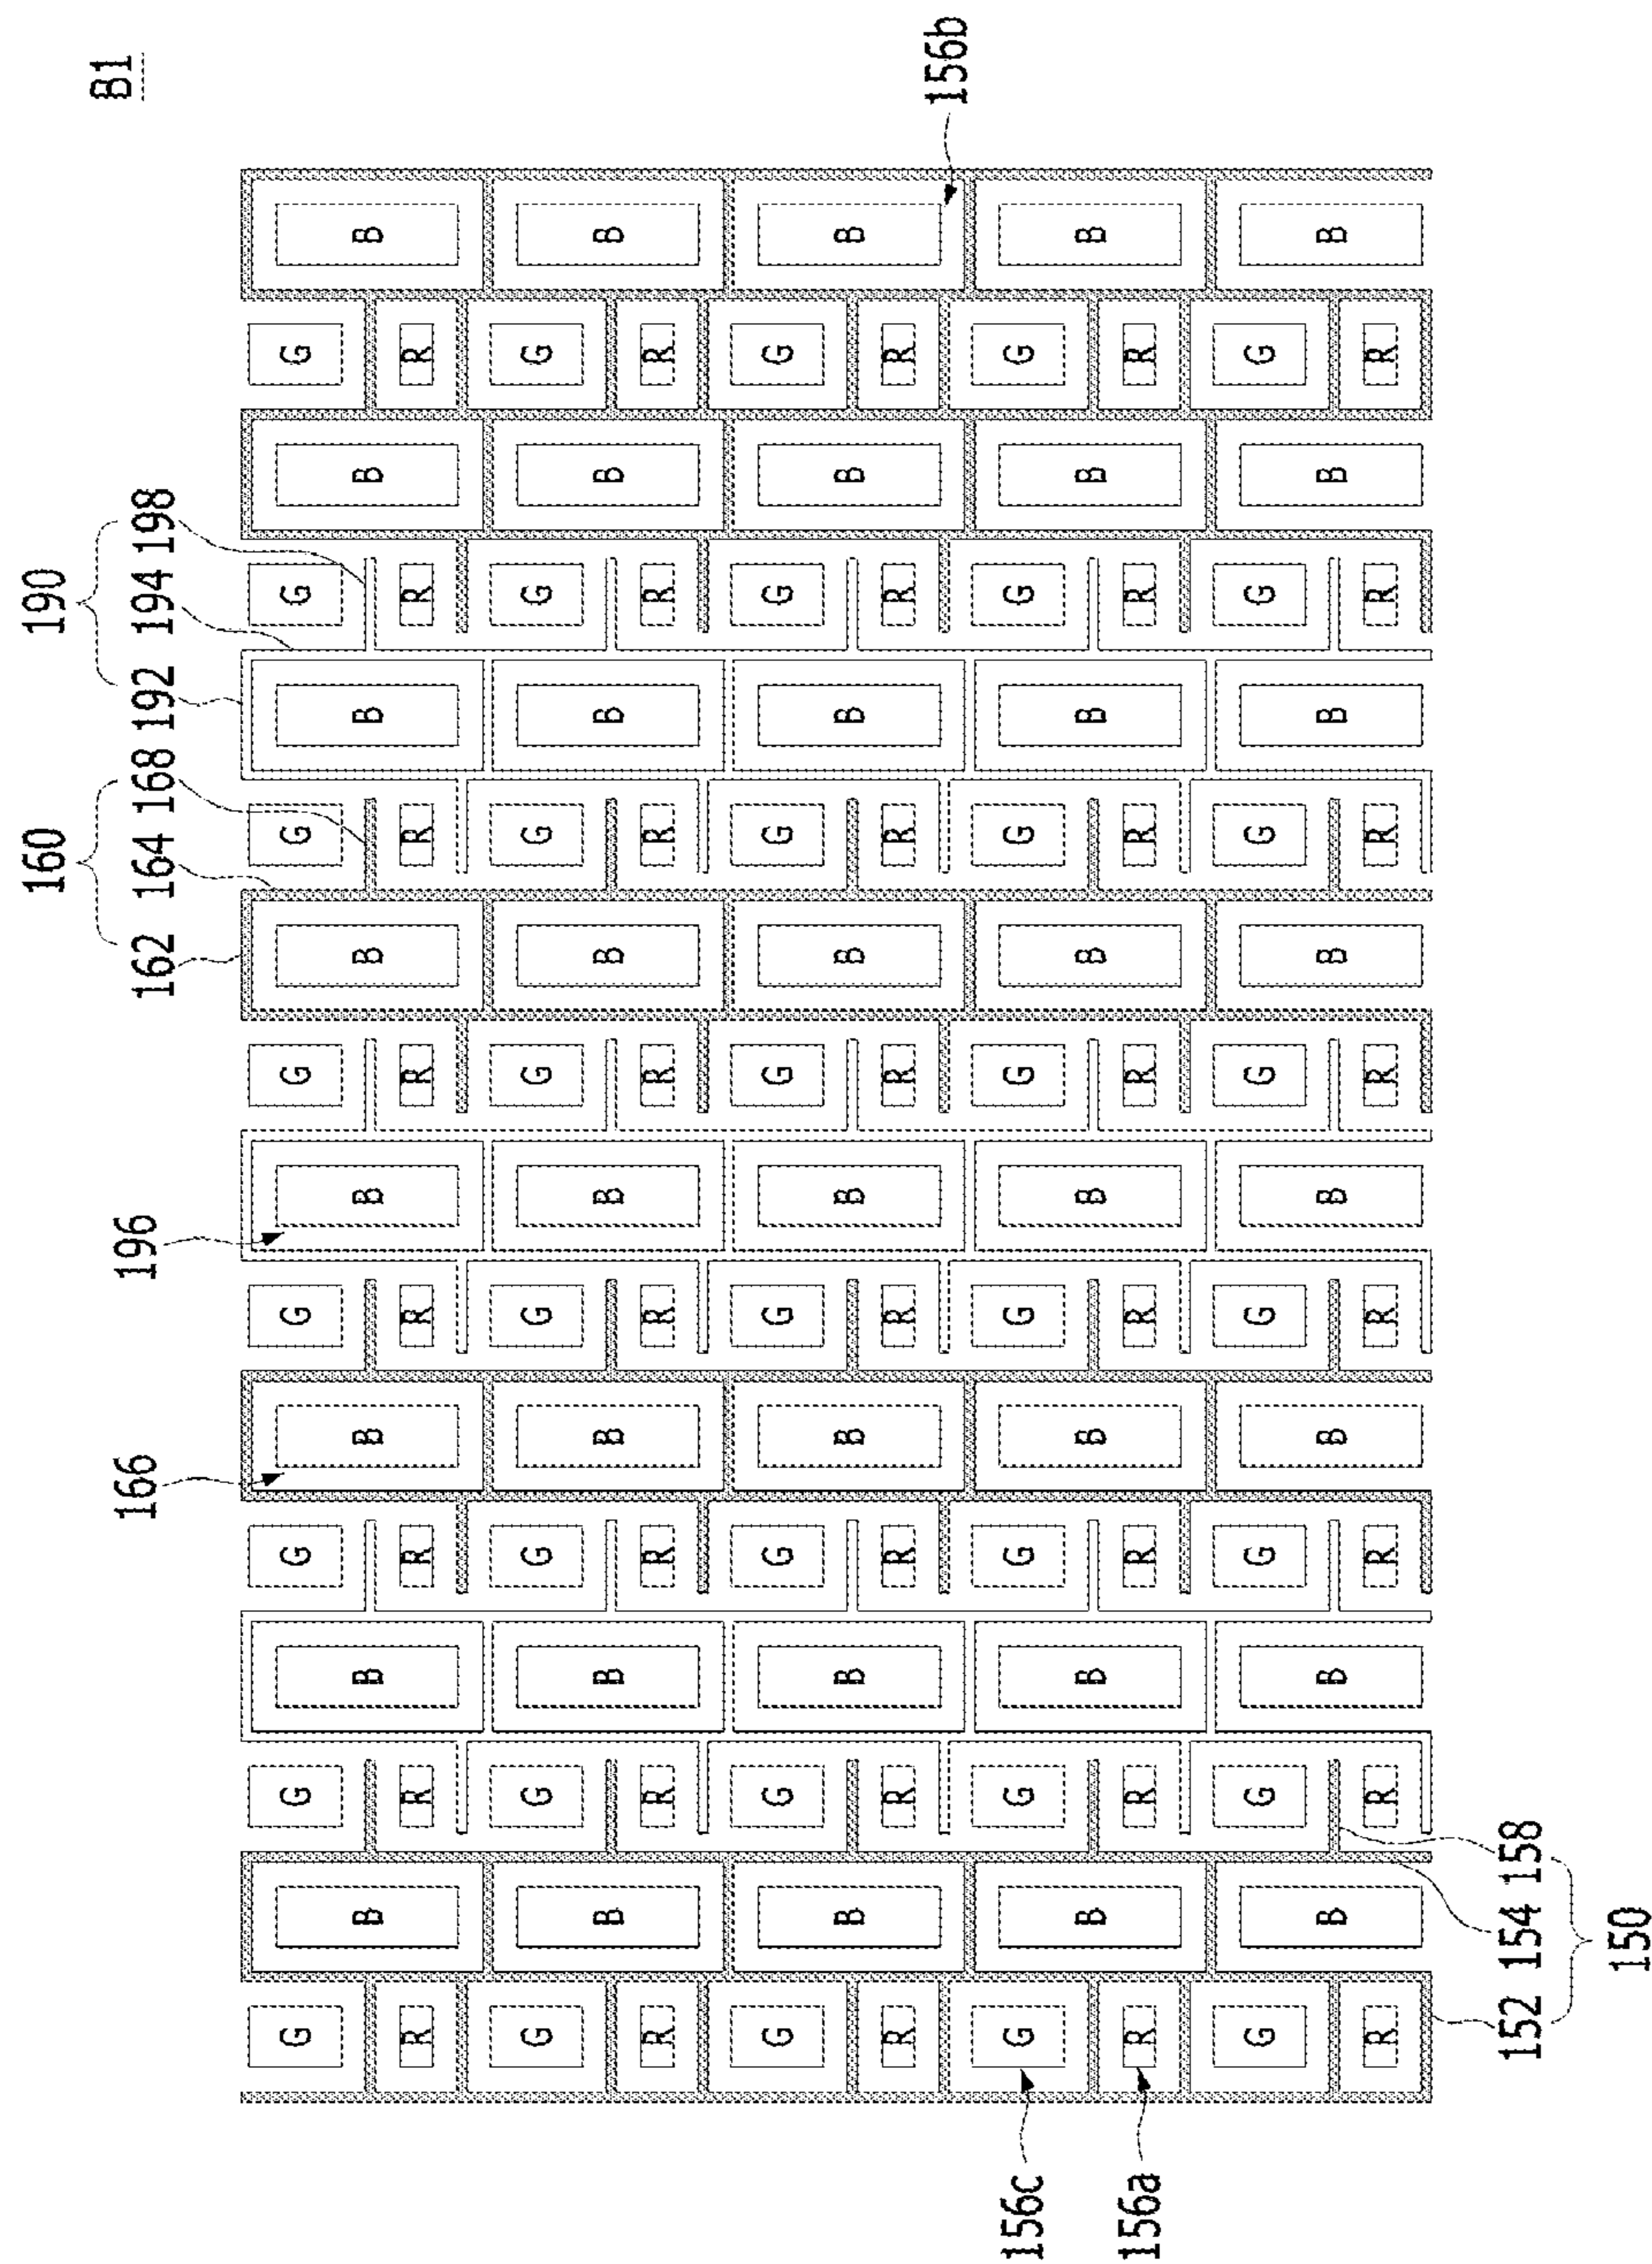 B1
160 190
166 196 162 164 168 192 194 198
G G G G G G G G
B B B B B B B B
R R R R R R R R
G G G G G G G G
B B B B B B B B
R R R R R R R R
G G G G G G G G
B B B B B B B B
R R R R R R R R
156b
156c G G G G G G G G
B B B B B B B B
156a R R R R R R R R
G G G G G G G G
B B B B B B B B
R R R R R R R R
152 154 158
150